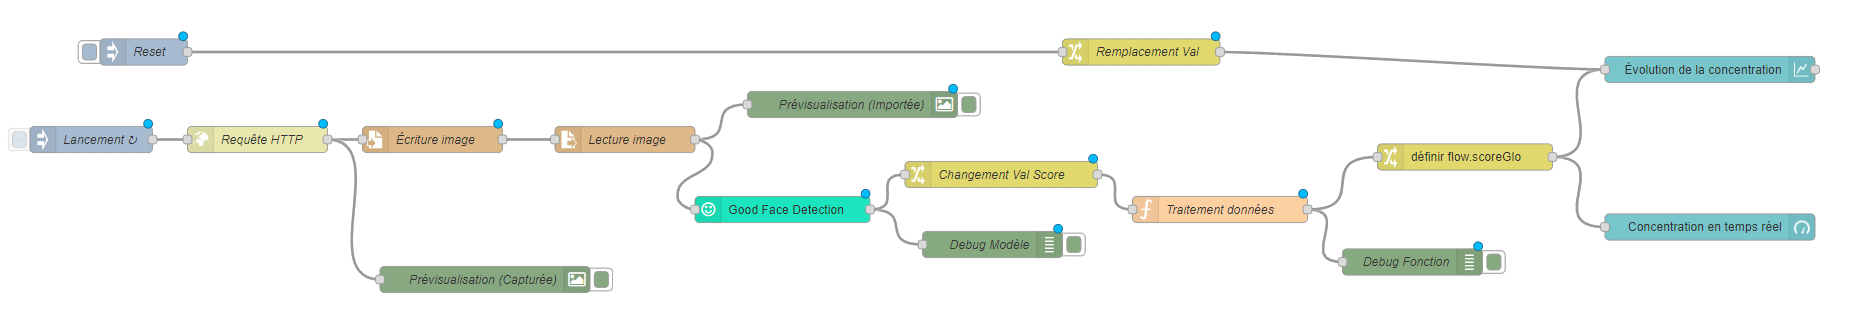 Reset
Remplacement Val
Évolution de la concentration
Prévisualisation (Importée)
Lancement ↻
Requête HTTP
Écriture image
Lecture image
définir flow.scoreGlo
Changement Val Score
Good Face Detection
Traitement données
Concentration en temps réel
Debug Modèle
Debug Fonction
Prévisualisation (Capturée)